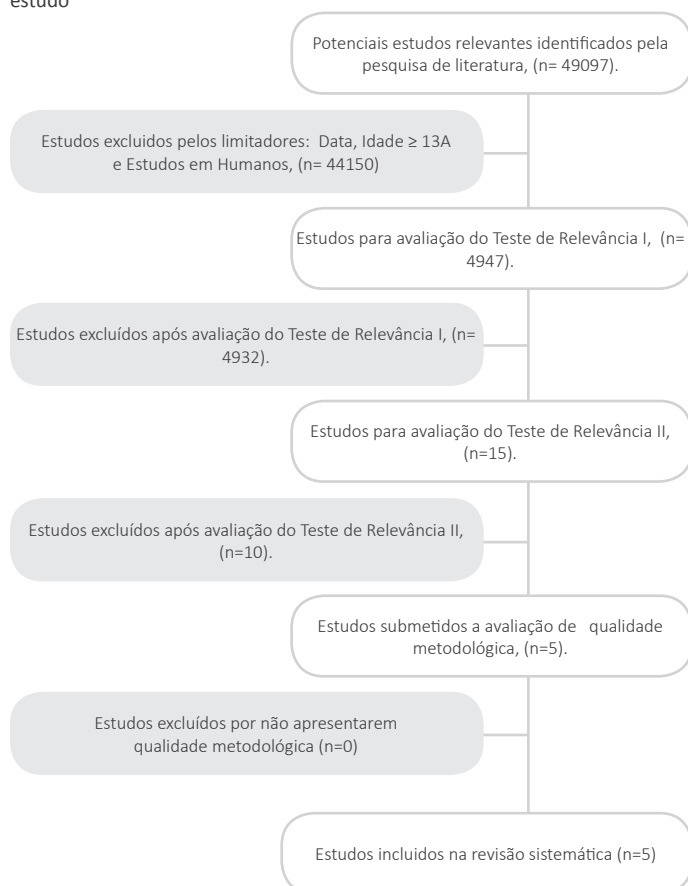 estudo
Potenciais estudos relevantes identificados pela
pesquisa de literatura, (n= 49097).
Estudos excluidos pelos limitadores: Data, Idade ≥ 13A
e Estudos em Humanos, (n= 44150)
Estudos para avaliação do Teste de Relevância I, (n=
4947).
Estudos excluídos após avaliação do Teste de Relevância I, (n=
4932).
Estudos para avaliação do Teste de Relevância II,
(n=15).
Estudos excluídos após avaliação do Teste de Relevância II,
(n=10).
Estudos submetidos a avaliação de qualidade
metodológica, (n=5).
Estudos excluídos por não apresentarem
qualidade metodológica (n=0)
Estudos incluidos na revisão sistemática (n=5)